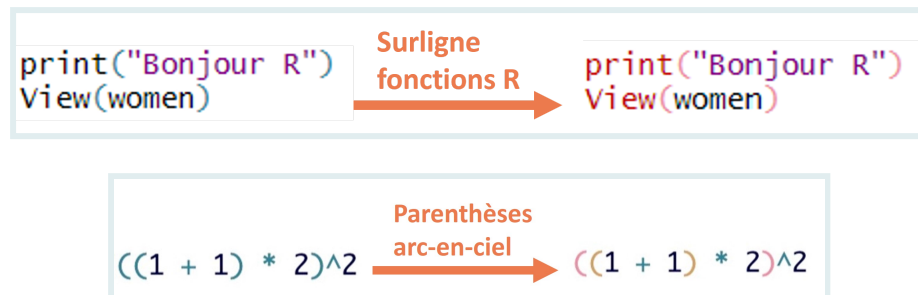 print("Bonjour R")
View(women)
Surligne
fonctions R
print("Bonjour R")
View(women)
((1 + 1) * 2)^2
Parenthèses
arc-en-ciel
((1 + 1) * 2)^2